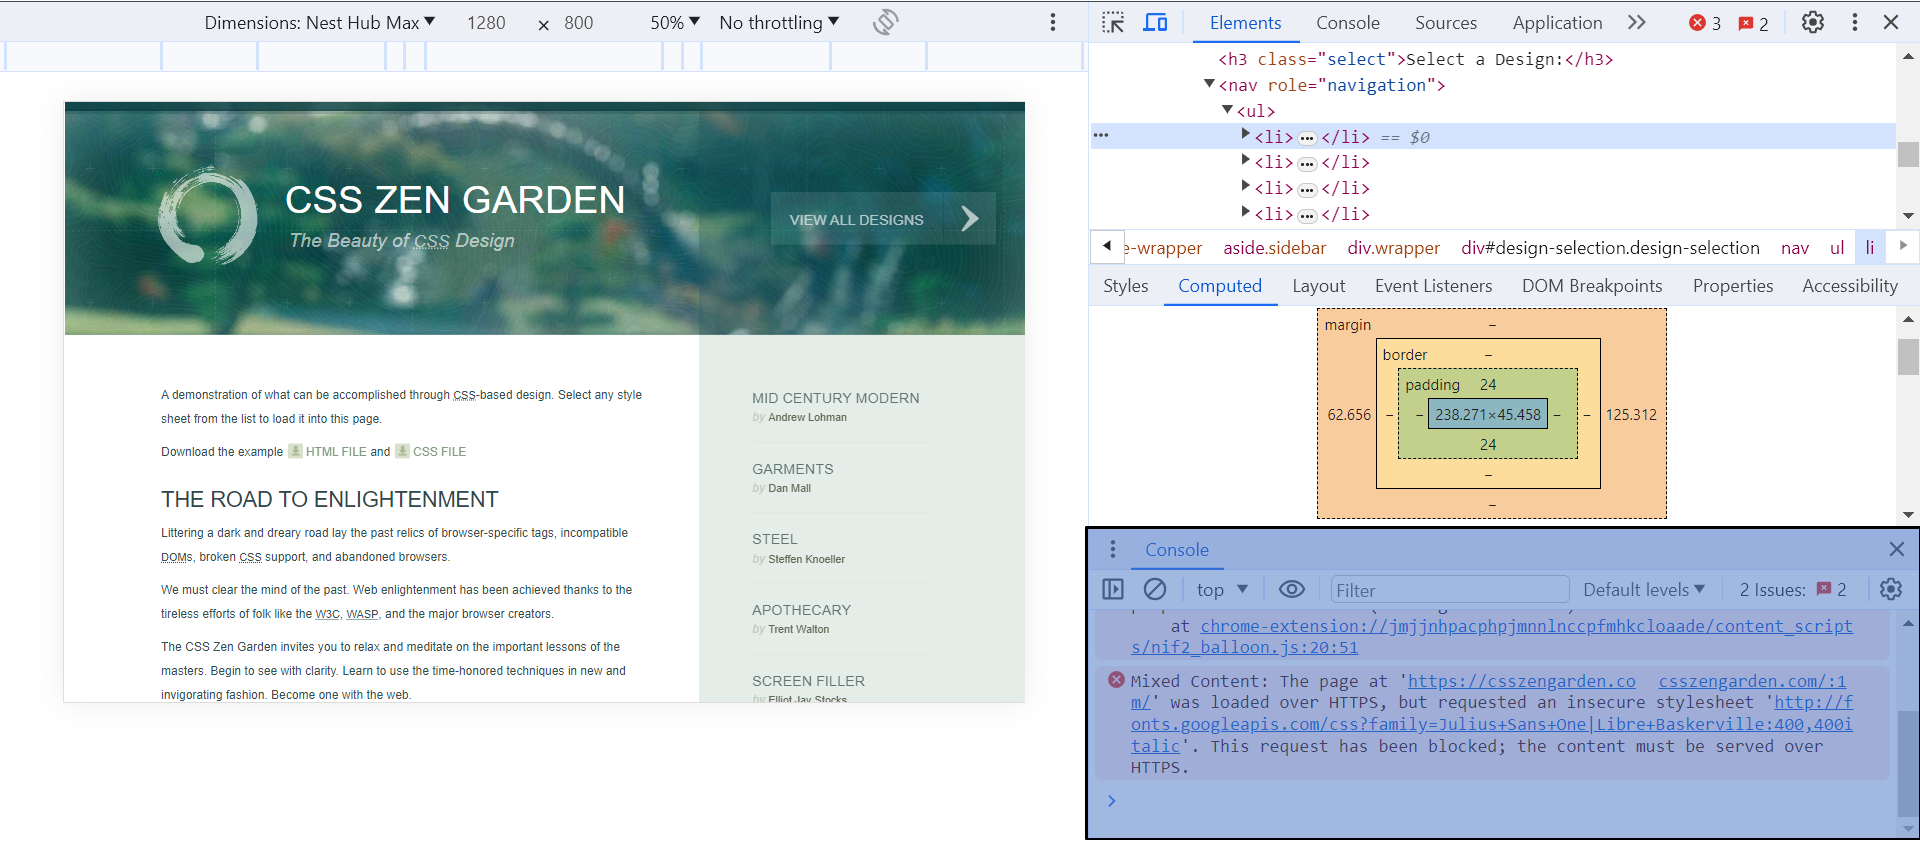 Dimensions: Nest Hub Max ▼ 1280 × 800 50% ▼ No throttling ▼
Elements Console Sources Application 3 2
<h3 class="select">Select a Design:</h3>
<nav role="navigation">
<ul>
<li> ••• </li> == $0
<li> ••• </li>
<li> ••• </li>
<li> ••• </li>
e-wrapper aside.sidebar div.wrapper div#design-selection.design-selection nav ul li
Styles Computed Layout Event Listeners DOM Breakpoints Properties Accessibility
margin –
border –
padding 24
62.656 – – 238.271×45.458 – – 125.312
24
–
–
CSS ZEN GARDEN
The Beauty of CSS Design
VIEW ALL DESIGNS
A demonstration of what can be accomplished through CSS-based design. Select any style
sheet from the list to load it into this page.
Download the example HTML FILE and CSS FILE
THE ROAD TO ENLIGHTENMENT
Littering a dark and dreary road lay the past relics of browser-specific tags, incompatible
DOMs, broken CSS support, and abandoned browsers.
We must clear the mind of the past. Web enlightenment has been achieved thanks to the
tireless efforts of folk like the W3C, WASP, and the major browser creators.
The CSS Zen Garden invites you to relax and meditate on the important lessons of the
masters. Begin to see with clarity. Learn to use the time-honored techniques in new and
invigorating fashion. Become one with the web.
MID CENTURY MODERN
by Andrew Lohman
GARMENTS
by Dan Mall
STEEL
by Steffen Knoeller
APOTHECARY
by Trent Walton
SCREEN FILLER
by Elliot Jay Stocks
Console
top ▼ Filter Default levels ▼ 2 Issues: 2
at chrome-extension://jmjjnhpacphpjmnnlnccpfmhkcloaade/content_script
s/nif2_balloon.js:20:51
Mixed Content: The page at 'https://csszengarden.co csszengarden.com/:1
m/' was loaded over HTTPS, but requested an insecure stylesheet 'http://f
onts.googleapis.com/css?family=Julius+Sans+One|Libre+Baskerville:400,400i
talic'. This request has been blocked; the content must be served over
HTTPS.